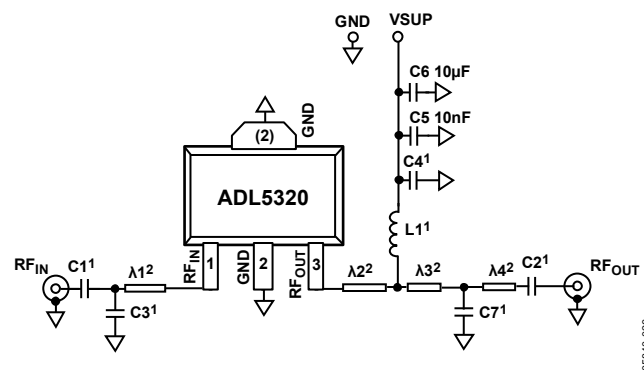 GND
VSUP
C6 10µF
C5 10nF
C4¹
GND
(2)
ADL5320
L1¹
RF_IN
C1¹
λ1²
RF_IN
1
GND
2
RF_OUT
3
λ2²
λ3²
λ4²
C2¹
RF_OUT
C3¹
C7¹